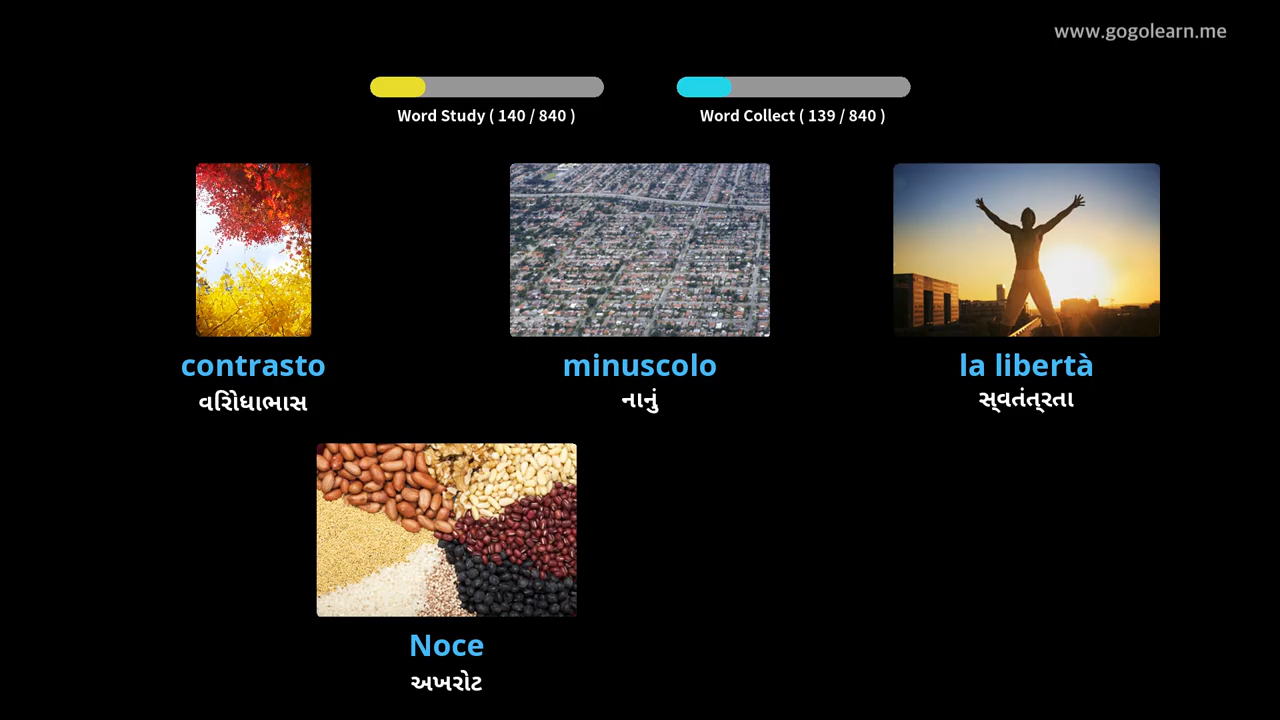 www.gogolearn.me
Word Study ( 140 / 840 )
Word Collect ( 139 / 840 )
contrasto
વિરોધાભાસ
minuscolo
નાનું
la libertà
સ્વતંત્રતા
Noce
અખરોટ